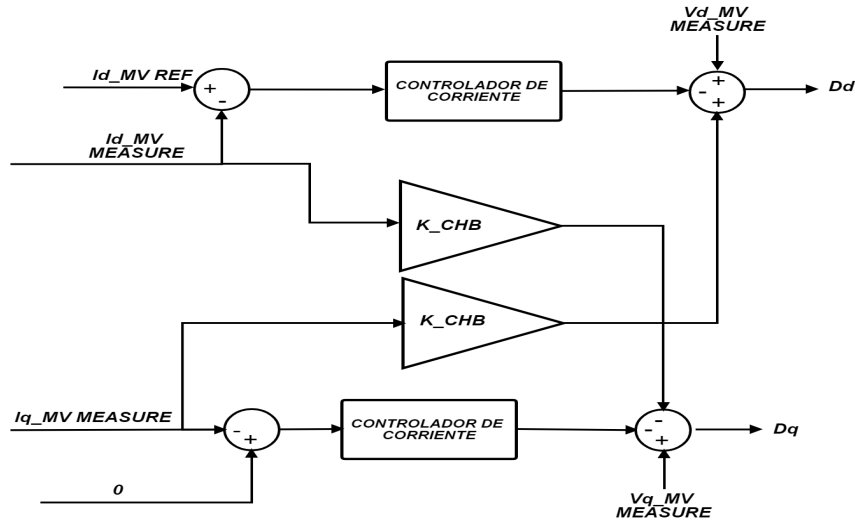 Vd_MV
MEASURE
Id_MV REF
+
-
CONTROLADOR DE
CORRIENTE
-
+
+
Dd
Id_MV
MEASURE
K_CHB
K_CHB
Iq_MV MEASURE
-
+
CONTROLADOR DE
CORRIENTE
-
-
+
Dq
0
Vq_MV
MEASURE